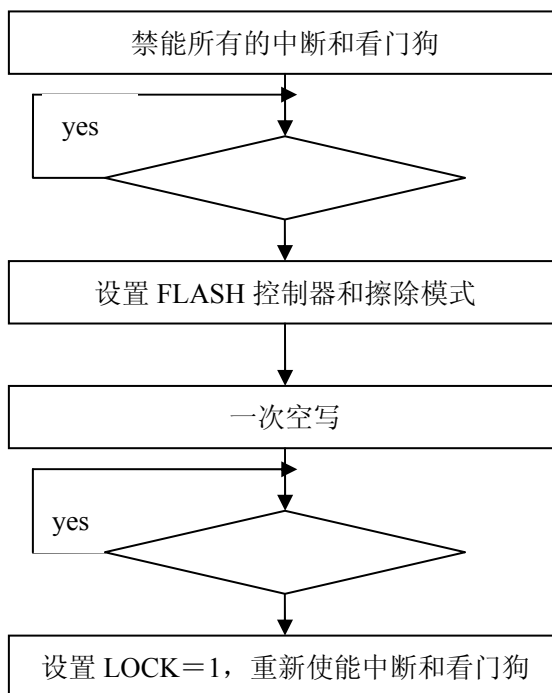 禁能所有的中断和看门狗
yes
设置 FLASH 控制器和擦除模式
一次空写
yes
设置 LOCK＝1，重新使能中断和看门狗